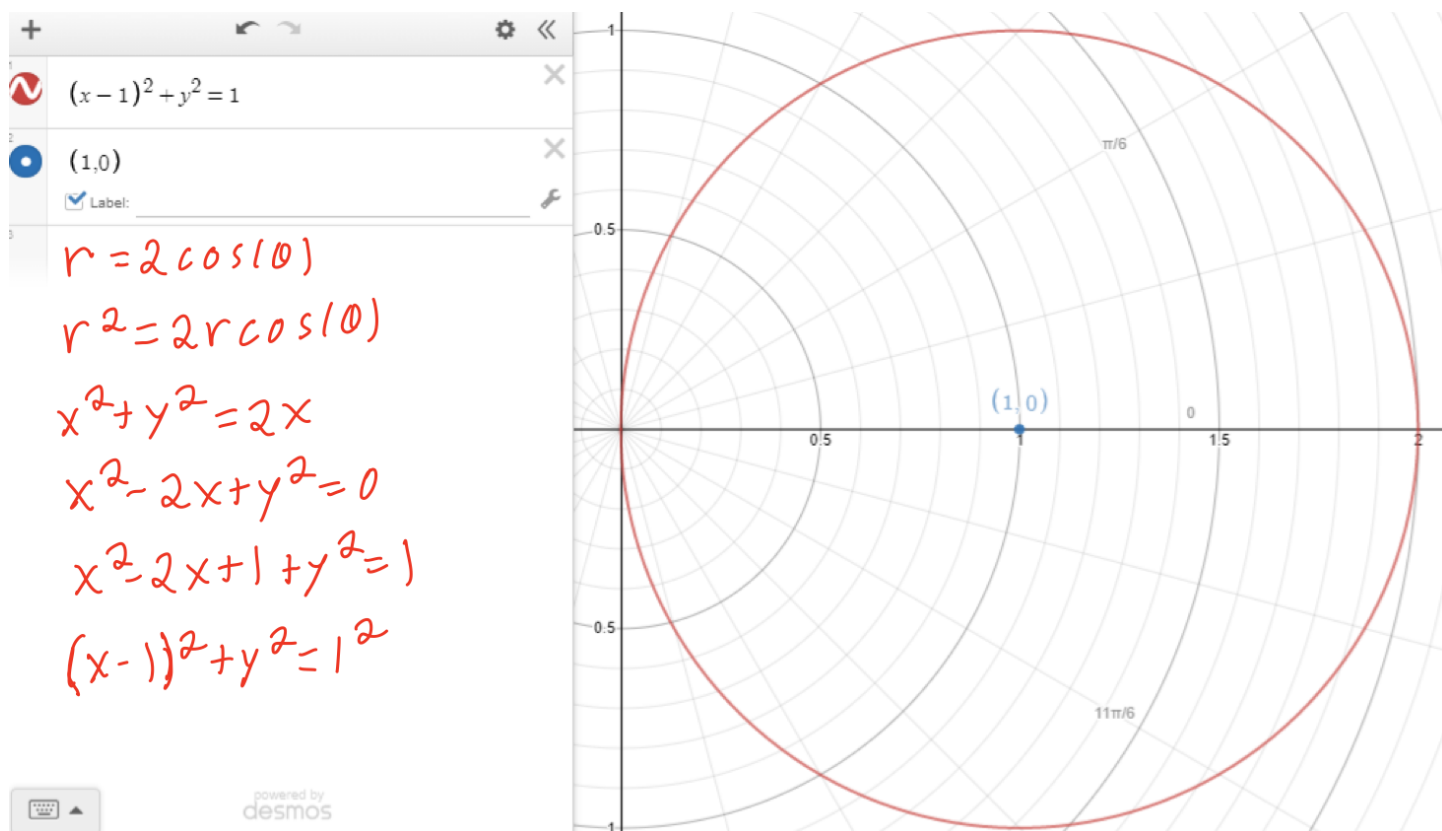 (x − 1)² + y² = 1
(1,0)
Label:
r = 2cos(θ)
r² = 2rcos(θ)
x² + y² = 2x
x² − 2x + y² = 0
x² − 2x + 1 + y² = 1
(x − 1)² + y² = 1²
powered by
desmos
1
π/6
0.5
(1, 0)
0
0.5
1
1.5
2
0.5
11π/6
1